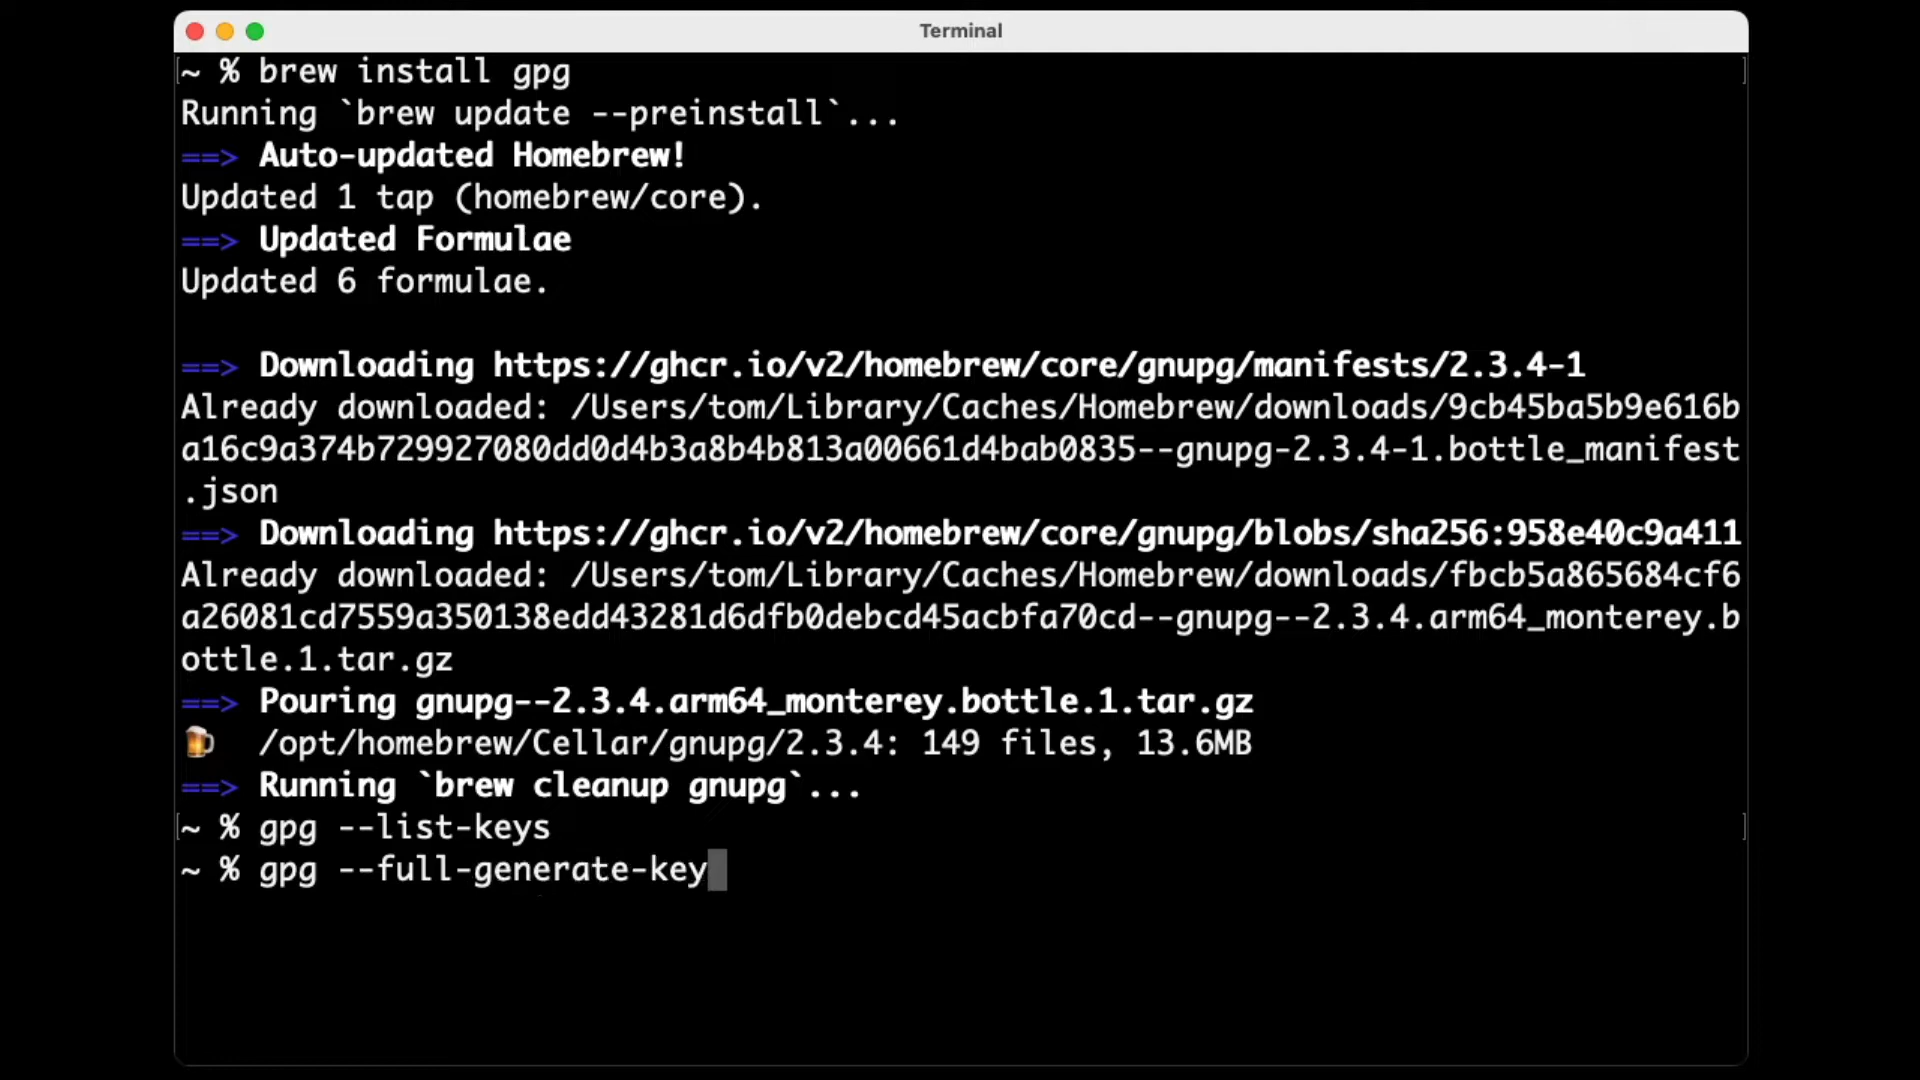 Terminal
~ % brew install gpg
Running `brew update --preinstall`...
==> Auto-updated Homebrew!
Updated 1 tap (homebrew/core).
==> Updated Formulae
Updated 6 formulae.
==> Downloading https://ghcr.io/v2/homebrew/core/gnupg/manifests/2.3.4-1
Already downloaded: /Users/tom/Library/Caches/Homebrew/downloads/9cb45ba5b9e616b
a16c9a374b729927080dd0d4b3a8b4b813a00661d4bab0835--gnupg-2.3.4-1.bottle_manifest
.json
==> Downloading https://ghcr.io/v2/homebrew/core/gnupg/blobs/sha256:958e40c9a411
Already downloaded: /Users/tom/Library/Caches/Homebrew/downloads/fbcb5a865684cf6
a26081cd7559a350138edd43281d6dfb0debcd45acbfa70cd--gnupg--2.3.4.arm64_monterey.b
ottle.1.tar.gz
==> Pouring gnupg--2.3.4.arm64_monterey.bottle.1.tar.gz
🍺 /opt/homebrew/Cellar/gnupg/2.3.4: 149 files, 13.6MB
==> Running `brew cleanup gnupg`...
~ % gpg --list-keys
~ % gpg --full-generate-key